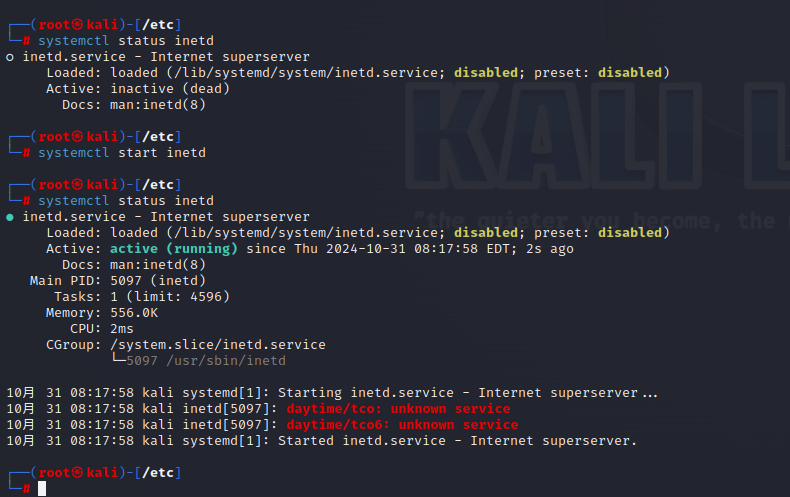 ┌──(root㉿kali)-[/etc]
└─# systemctl status inetd
○ inetd.service - Internet superserver
     Loaded: loaded (/lib/systemd/system/inetd.service; disabled; preset: disabled)
     Active: inactive (dead)
       Docs: man:inetd(8)
┌──(root㉿kali)-[/etc]
└─# systemctl start inetd
┌──(root㉿kali)-[/etc]
└─# systemctl status inetd
● inetd.service - Internet superserver
     Loaded: loaded (/lib/systemd/system/inetd.service; disabled; preset: disabled)
     Active: active (running) since Thu 2024-10-31 08:17:58 EDT; 2s ago
       Docs: man:inetd(8)
   Main PID: 5097 (inetd)
      Tasks: 1 (limit: 4596)
     Memory: 556.0K
        CPU: 2ms
     CGroup: /system.slice/inetd.service
             └─5097 /usr/sbin/inetd
10月 31 08:17:58 kali systemd[1]: Starting inetd.service - Internet superserver...
10月 31 08:17:58 kali inetd[5097]: daytime/tco: unknown service
10月 31 08:17:58 kali inetd[5097]: daytime/tco6: unknown service
10月 31 08:17:58 kali systemd[1]: Started inetd.service - Internet superserver.
┌──(root㉿kali)-[/etc]
└─#
KALI L
"the quieter you become, the